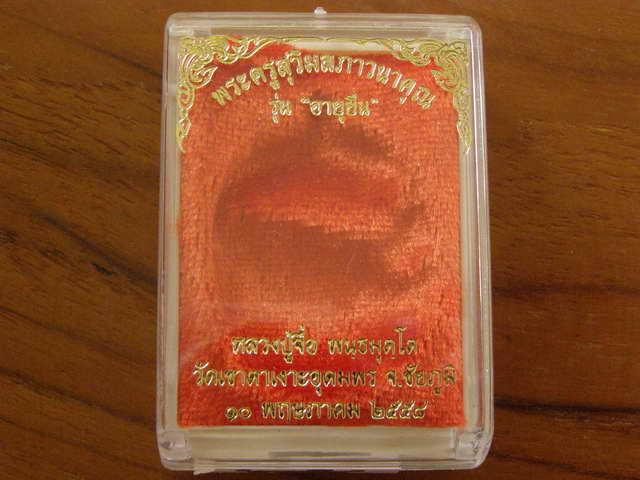 พระครูสุวิมลภาวนาคุณ
รุ่น "อายุยืน"
หลวงปู่จื่อ พนฺธมุตฺโต
วัดเขาตาเงาะอุดมพร จ.ชัยภูมิ
๑๐ พฤษภาคม ๒๕๕๘